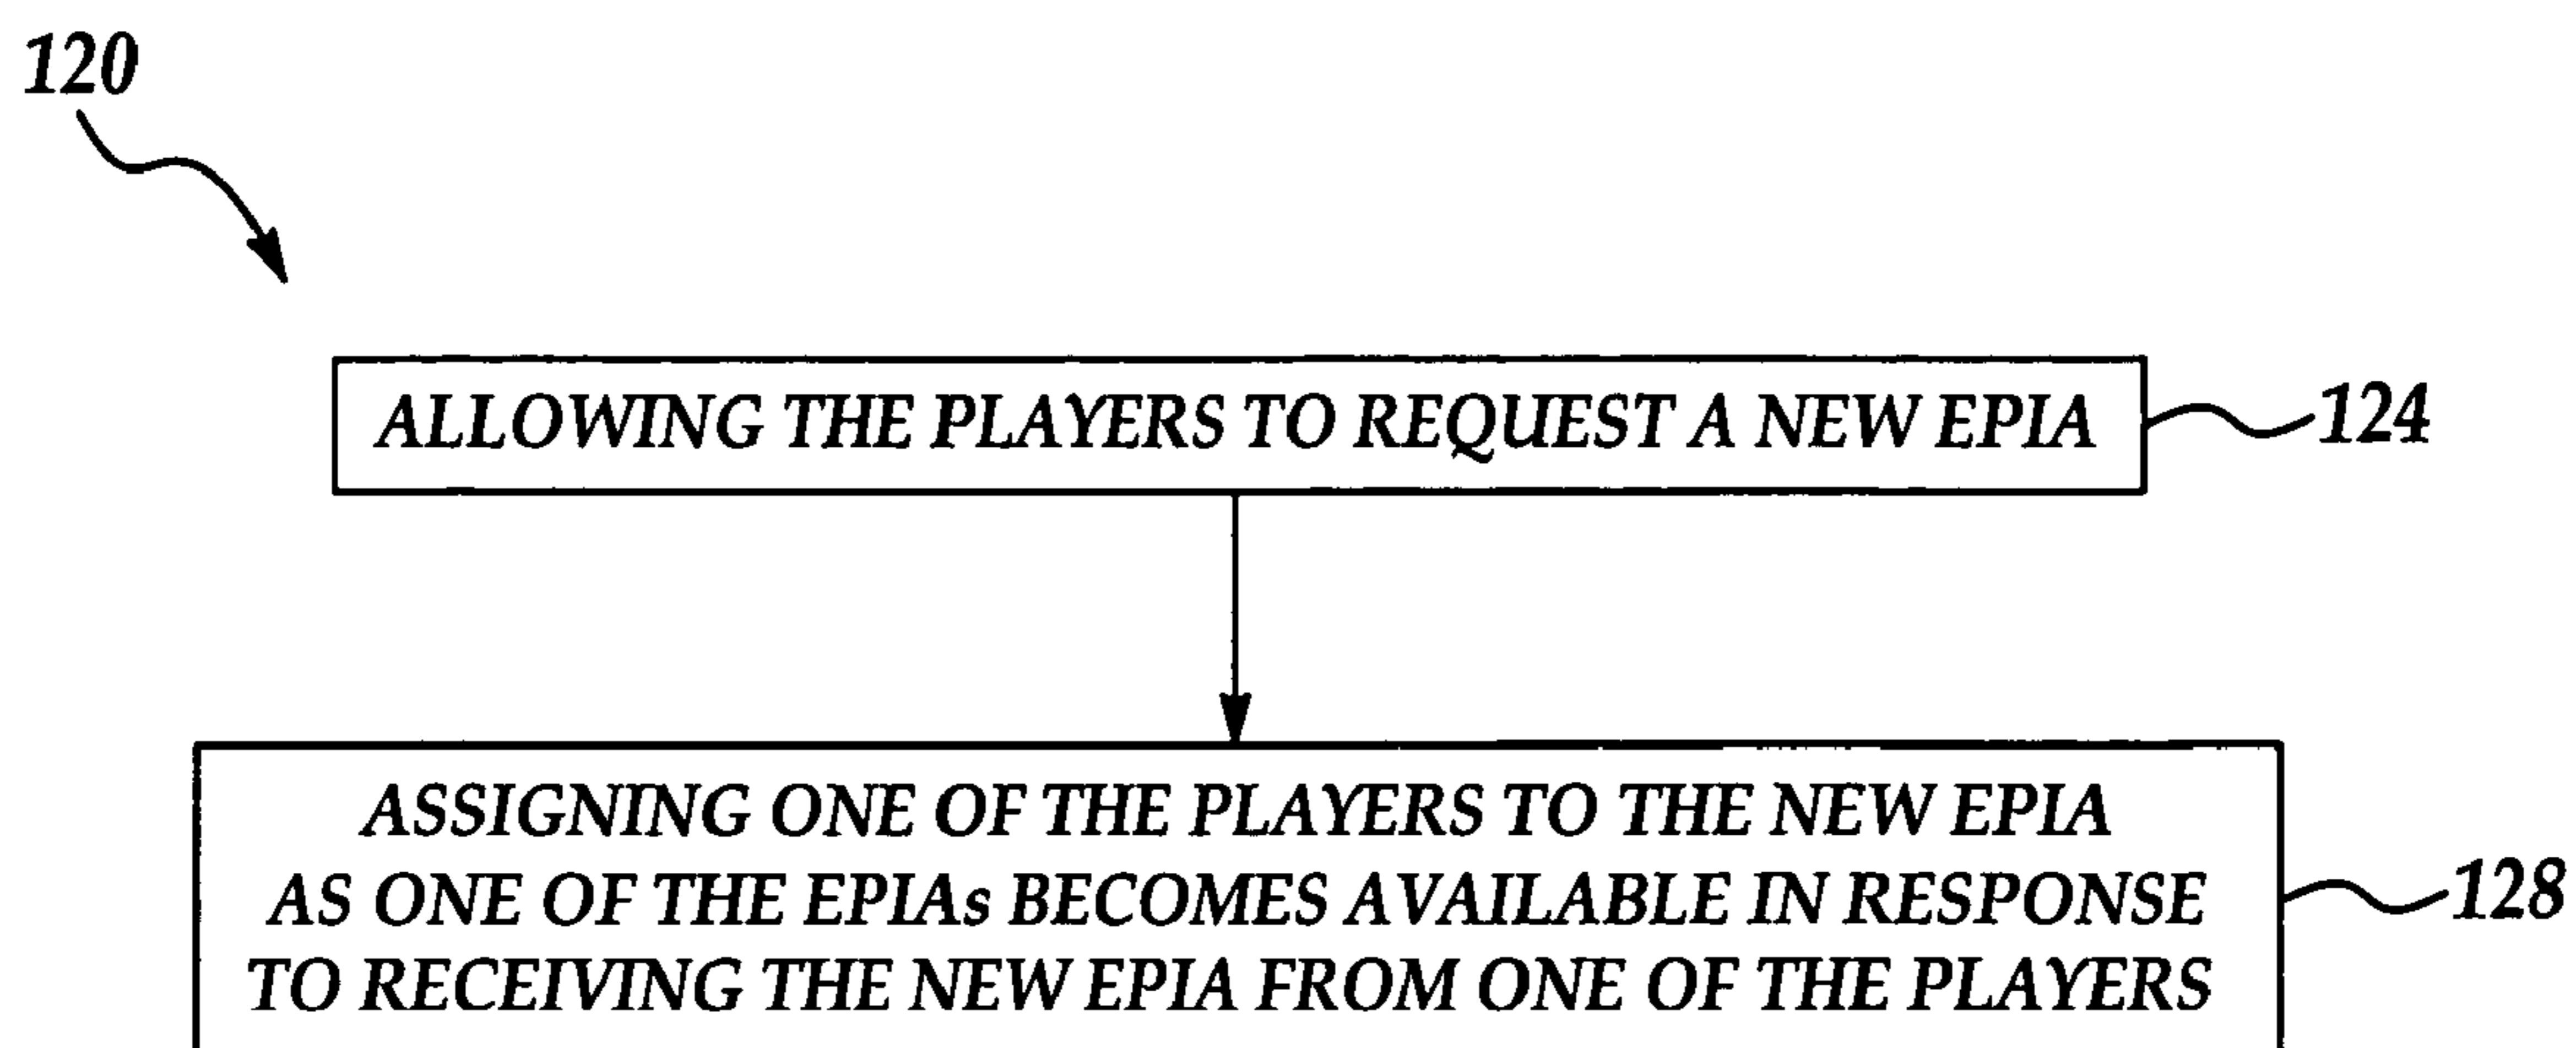 120
ALLOWING THE PLAYERS TO REQUEST A NEW EPIA
124
ASSIGNING ONE OF THE PLAYERS TO THE NEW EPIA
AS ONE OF THE EPIAs BECOMES AVAILABLE IN RESPONSE
128
TO RECEIVING THE NEW EPIA FROM ONE OF THE PLAYERS